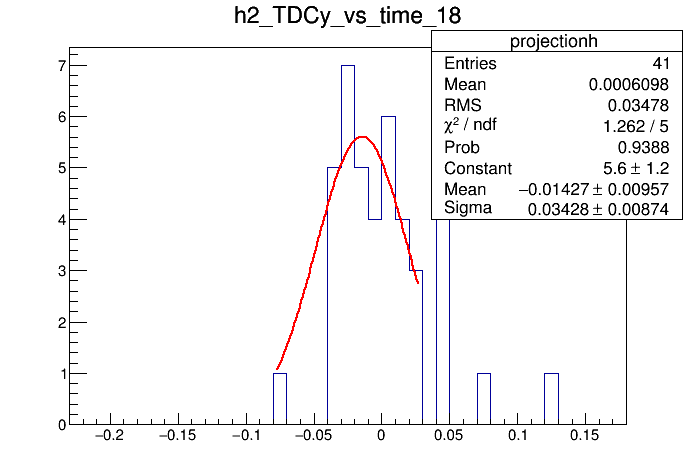 h2_TDCy_vs_time_18
projectionh
Entries 41
Mean 0.0006098
RMS 0.03478
χ² / ndf 1.262 / 5
Prob 0.9388
Constant 5.6 ± 1.2
Mean −0.01427 ± 0.00957
Sigma 0.03428 ± 0.00874
7
6
5
4
3
2
1
0
−0.2 −0.15 −0.1 −0.05 0 0.05 0.1 0.15